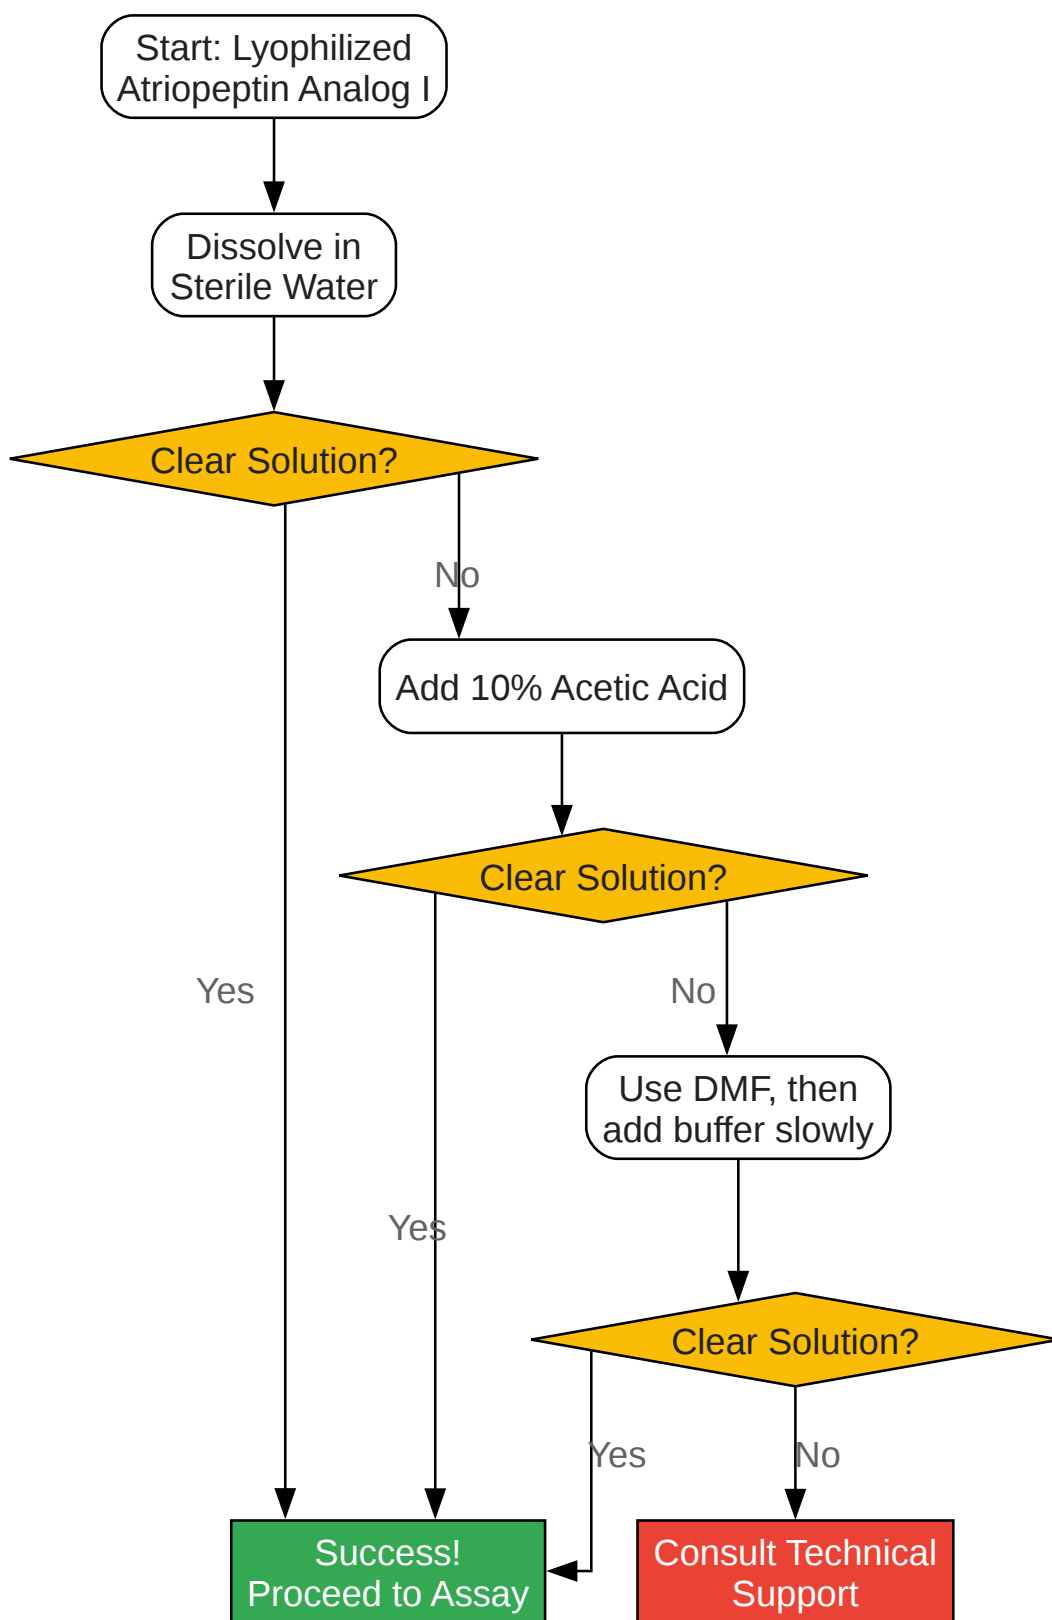 Start: Lyophilized
Atriopeptin Analog I
Dissolve in
Sterile Water
Clear Solution?
No
Add 10% Acetic Acid
Clear Solution?
Yes
No
Use DMF, then
add buffer slowly
Yes
Clear Solution?
Yes
No
Success!
Proceed to Assay
Consult Technical
Support